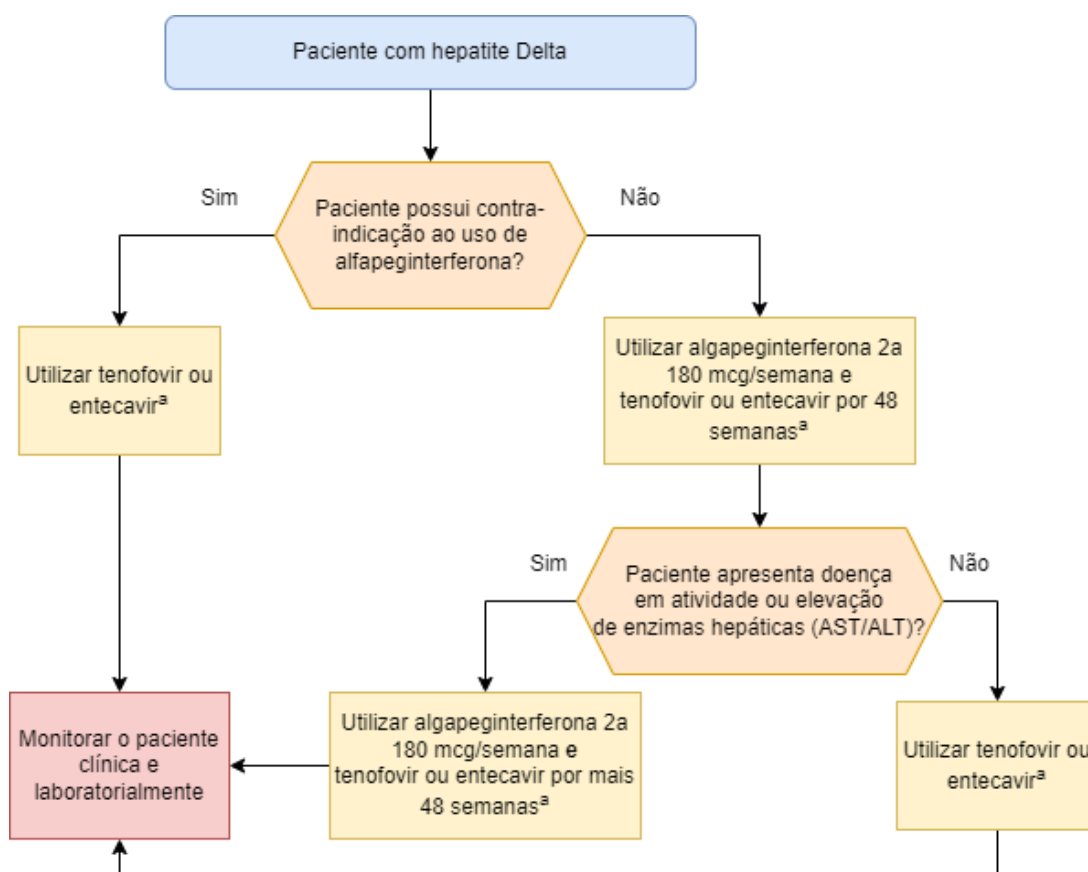 Paciente com hepatite Delta
Sim
Não
Paciente possui contra-
indicação ao uso de
alfapeginterferona?
Utilizar tenofovir ou
entecavirª
Utilizar algapeginterferona 2a
180 mcg/semana e
tenofovir ou entecavir por 48
semanasª
Sim
Não
Paciente apresenta doença
em atividade ou elevação
de enzimas hepáticas (AST/ALT)?
Monitorar o paciente
clínica e
laboratorialmente
Utilizar algapeginterferona 2a
180 mcg/semana e
tenofovir ou entecavir por mais
48 semanasª
Utilizar tenofovir ou
entecavirª